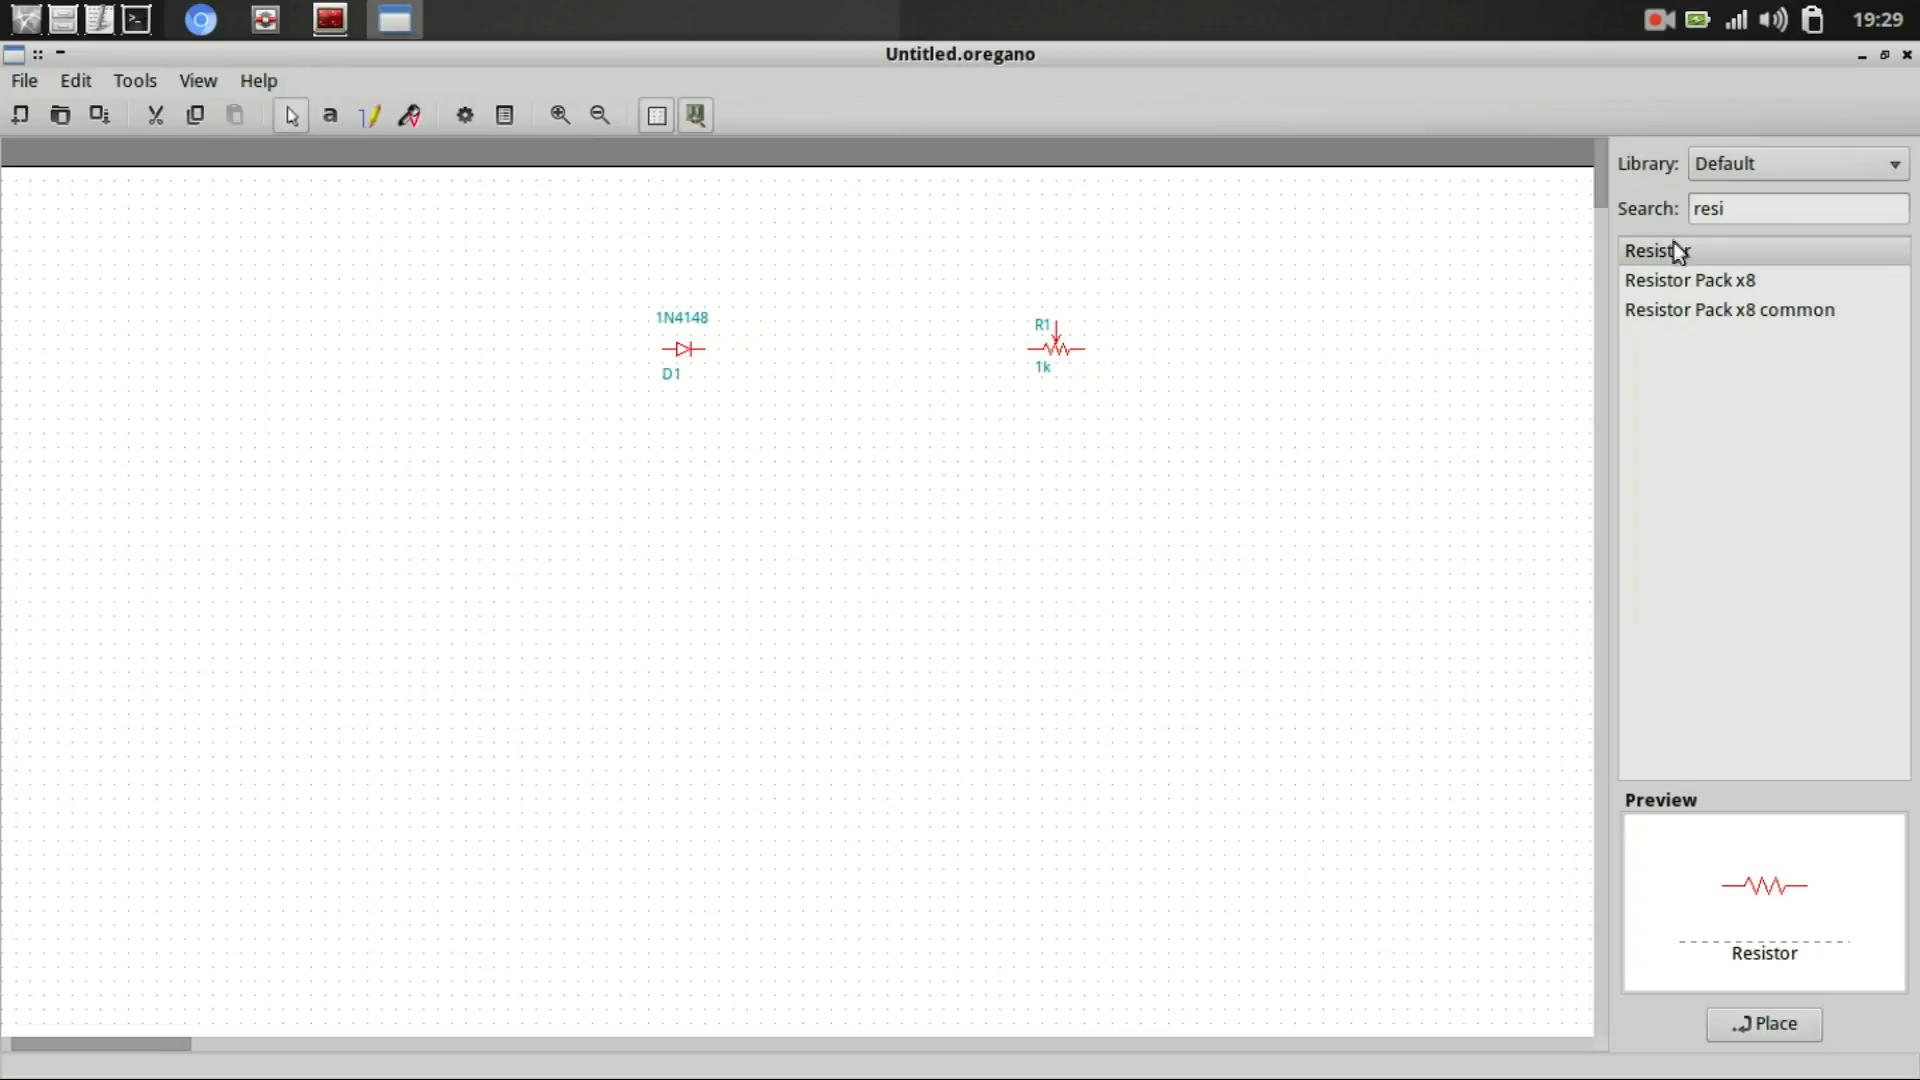 19:29
Untitled.oregano
File Edit Tools View Help
a
Library: Default
Search: resi
Resistor
Resistor Pack x8
Resistor Pack x8 common
1N4148
D1
R1
1k
Preview
Resistor
Place